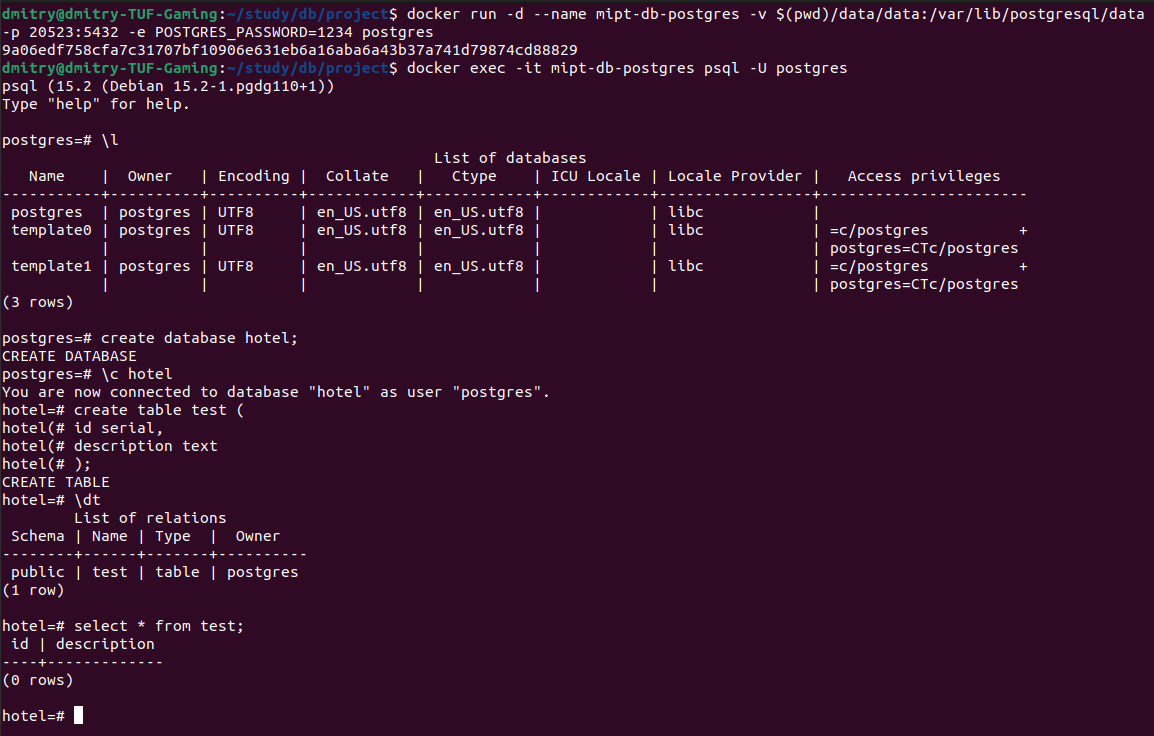 dmitry@dmitry-TUF-Gaming:~/study/db/project$ docker run -d --name mipt-db-postgres -v $(pwd)/data/data:/var/lib/postgresql/data
-p 20523:5432 -e POSTGRES_PASSWORD=1234 postgres
9a06edf758cfa7c31707bf10906e631eb6a16aba6a43b37a741d79874cd88829
dmitry@dmitry-TUF-Gaming:~/study/db/project$ docker exec -it mipt-db-postgres psql -U postgres
psql (15.2 (Debian 15.2-1.pgdg110+1))
Type "help" for help.

postgres=# \l
                                                List of databases
   Name    |  Owner   | Encoding |  Collate   |   Ctype    | ICU Locale | Locale Provider |   Access privileges
-----------+----------+----------+------------+------------+------------+-----------------+-----------------------
 postgres  | postgres | UTF8     | en_US.utf8 | en_US.utf8 |            | libc            |
 template0 | postgres | UTF8     | en_US.utf8 | en_US.utf8 |            | libc            | =c/postgres          +
           |          |          |            |            |            |                 | postgres=CTc/postgres
 template1 | postgres | UTF8     | en_US.utf8 | en_US.utf8 |            | libc            | =c/postgres          +
           |          |          |            |            |            |                 | postgres=CTc/postgres
(3 rows)

postgres=# create database hotel;
CREATE DATABASE
postgres=# \c hotel
You are now connected to database "hotel" as user "postgres".
hotel=# create table test (
hotel(# id serial,
hotel(# description text
hotel(# );
CREATE TABLE
hotel=# \dt
        List of relations
 Schema | Name | Type  |  Owner
--------+------+-------+----------
 public | test | table | postgres
(1 row)

hotel=# select * from test;
 id | description
----+-------------
(0 rows)

hotel=#